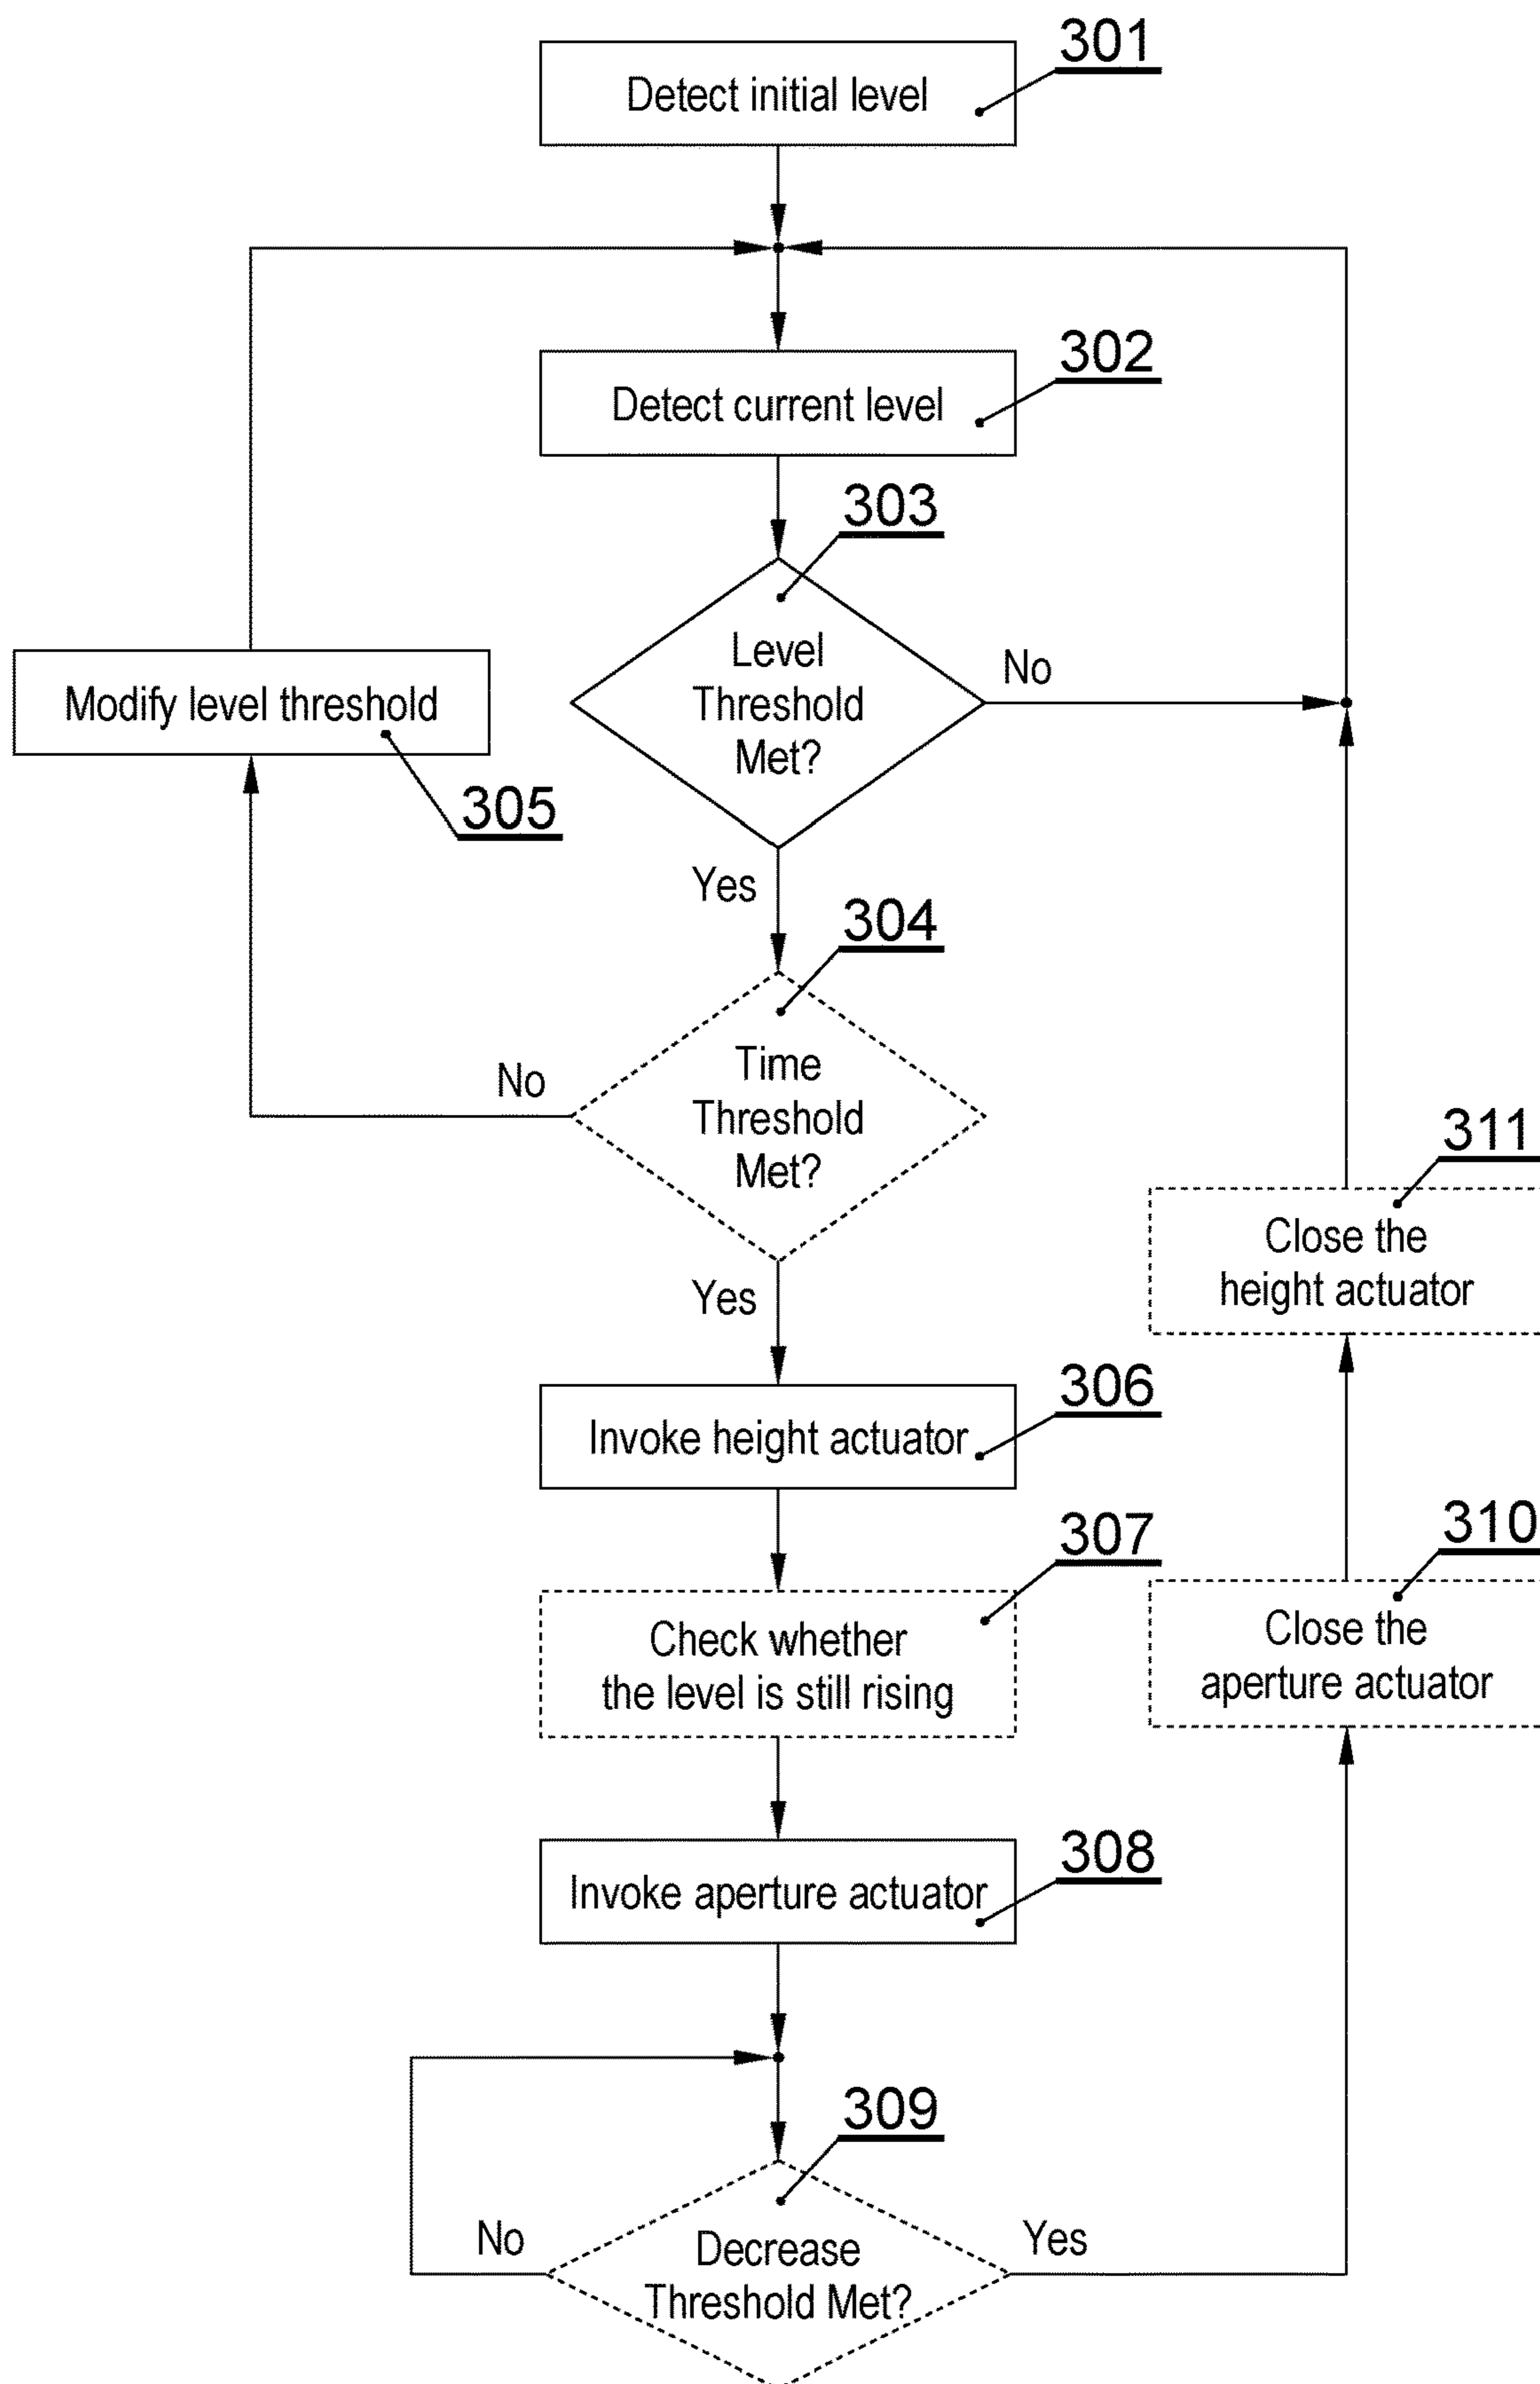 301
Detect initial level
302
Detect current level
303
Level
Threshold
Met?
No
Modify level threshold
305
Yes
304
Time
Threshold
Met?
No
Yes
311
Close the
height actuator
306
Invoke height actuator
307
Check whether
the level is still rising
310
Close the
aperture actuator
308
Invoke aperture actuator
309
Decrease
Threshold Met?
No
Yes